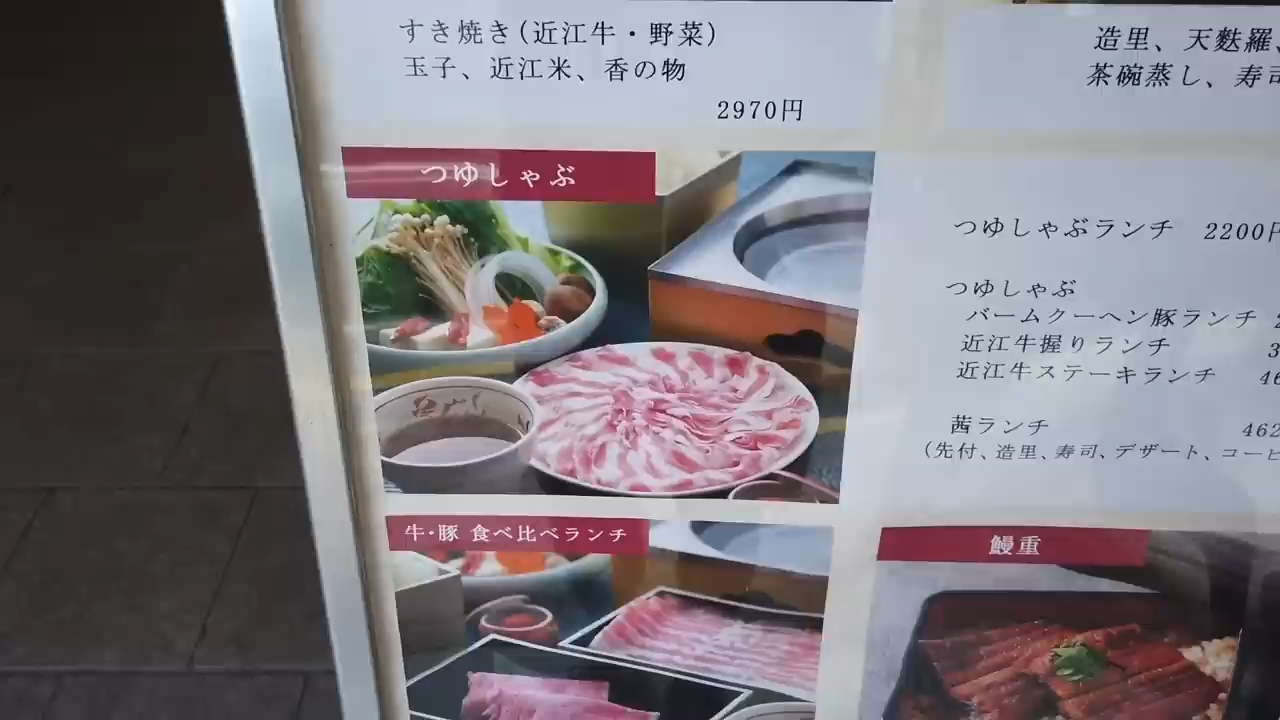 すき焼き(近江牛・野菜)
玉子、近江米、香の物
2970円
造里、天麩羅、
茶碗蒸し、寿司
つゆしゃぶ
つゆしゃぶランチ 2200円
つゆしゃぶ
バームクーヘン豚ランチ
近江牛握りランチ 3
近江牛ステーキランチ 46
茜ランチ 462
(先付、造里、寿司、デザート、コーヒ
牛・豚 食べ比べランチ
鰻重